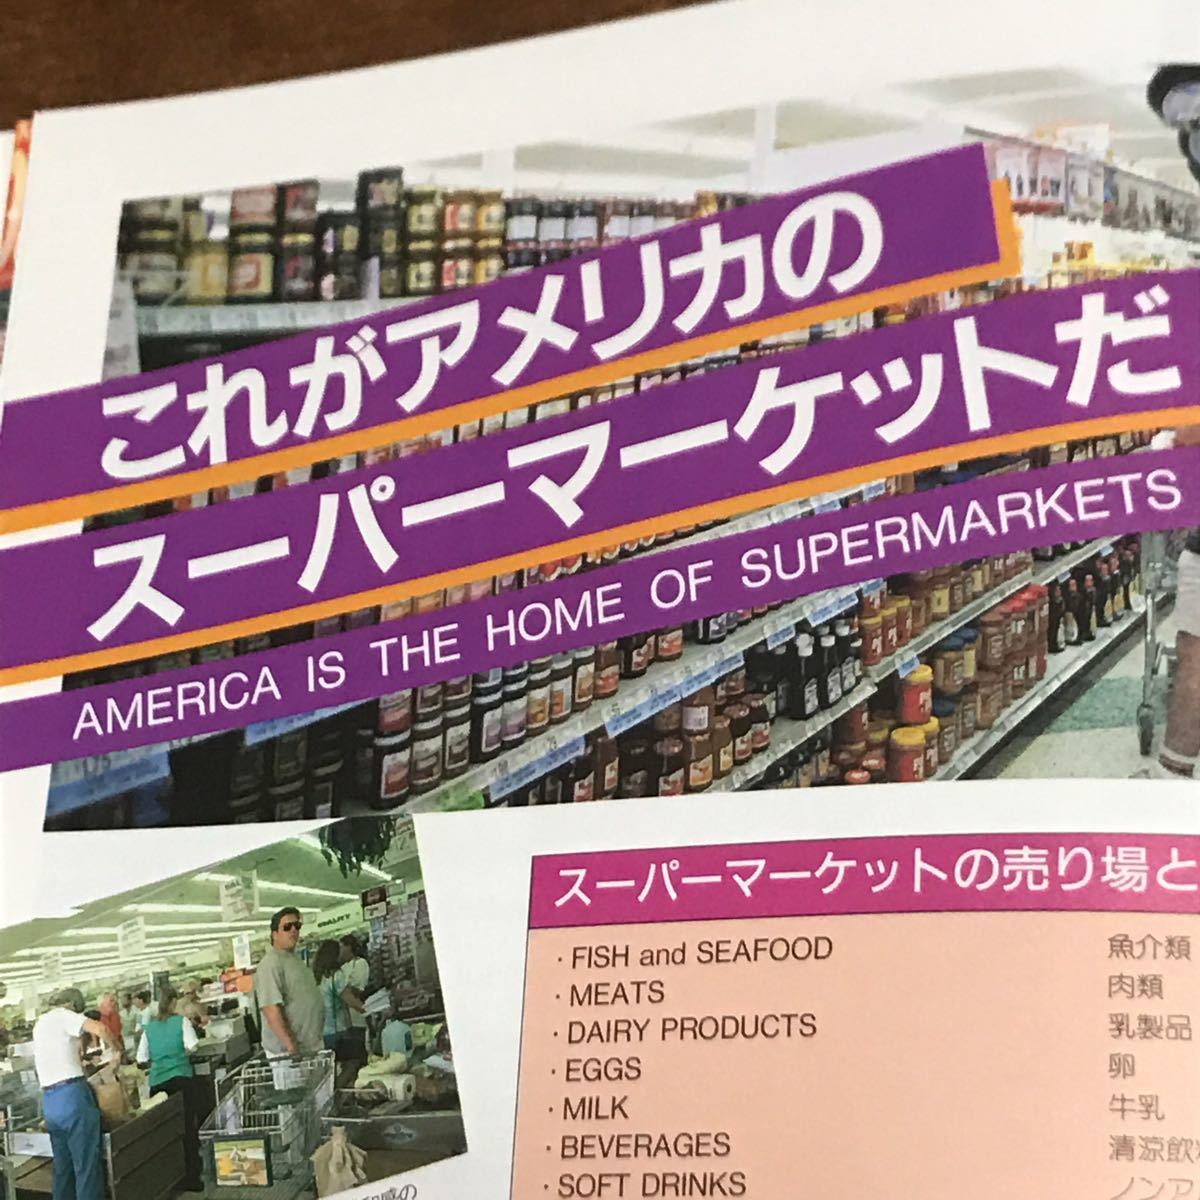 これがアメリカの
スーパーマーケットだ
AMERICA IS THE HOME OF SUPERMARKETS
スーパーマーケットの売り場と
・FISH and SEAFOOD 魚介類
・MEATS 肉類
・DAIRY PRODUCTS 乳製品
・EGGS 卵
・MILK 牛乳
・BEVERAGES 清涼飲
・SOFT DRINKS ノンア